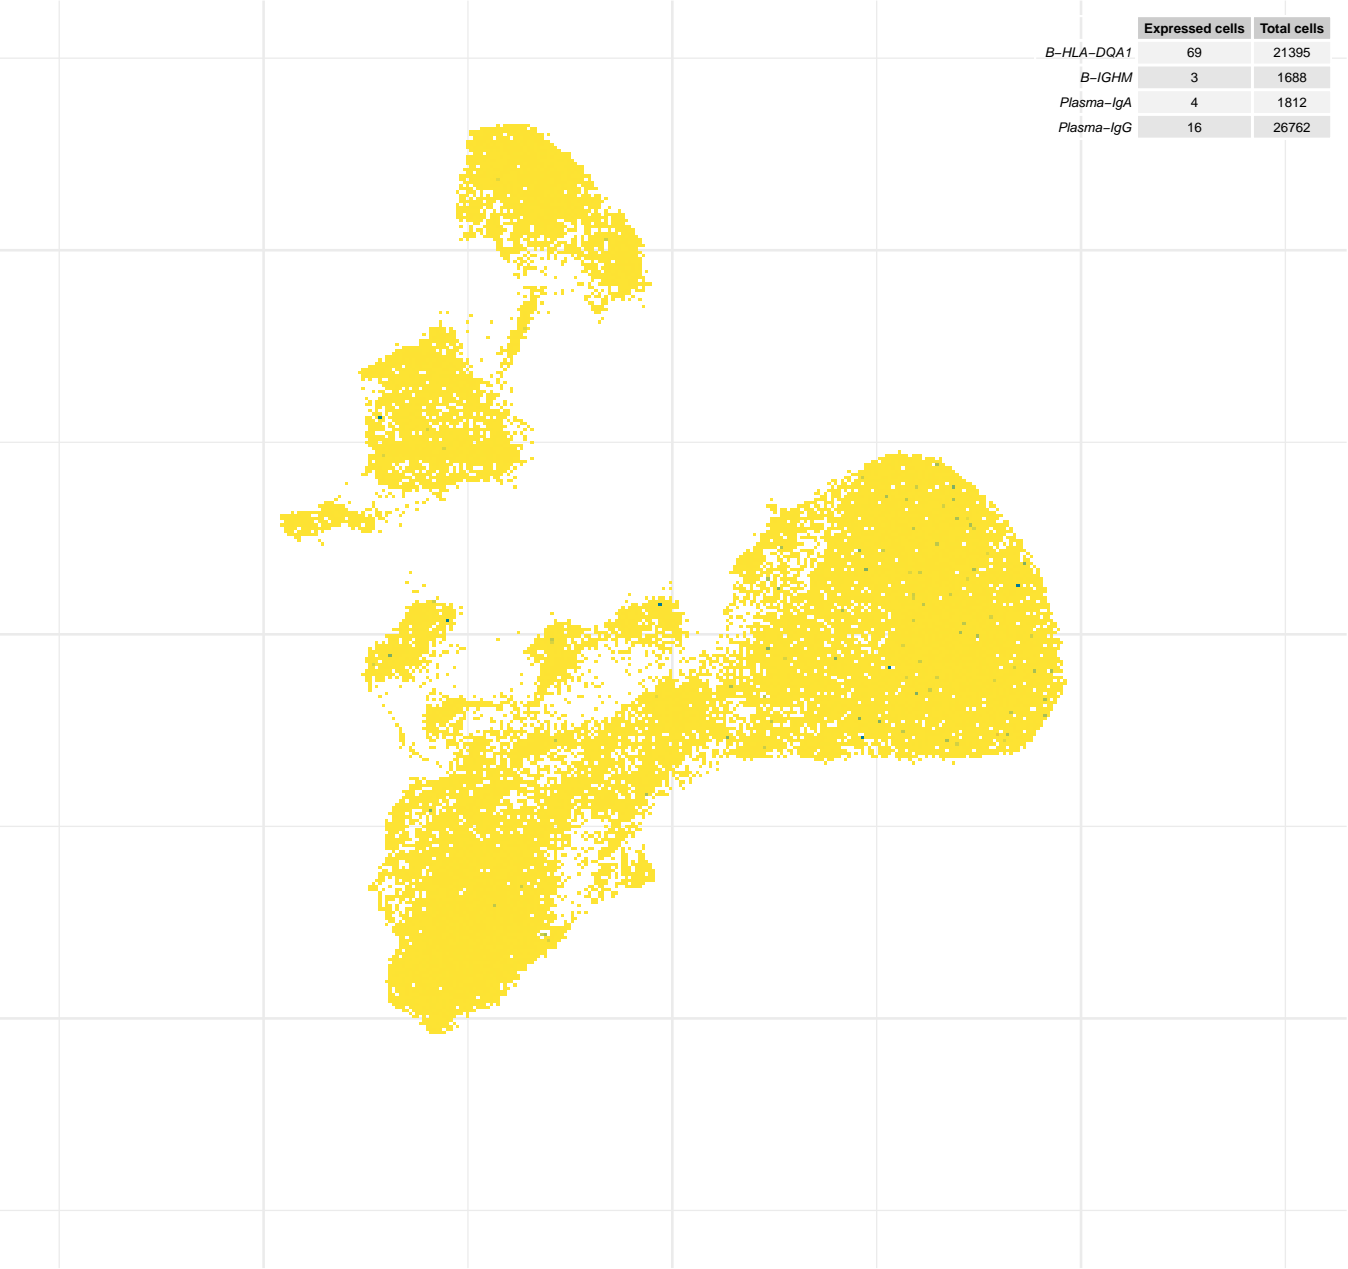 Expressed cells Total cells
B−HLA−DQA1 69 21395
B−IGHM 3 1688
Plasma−IgA 4 1812
Plasma−IgG 16 26762